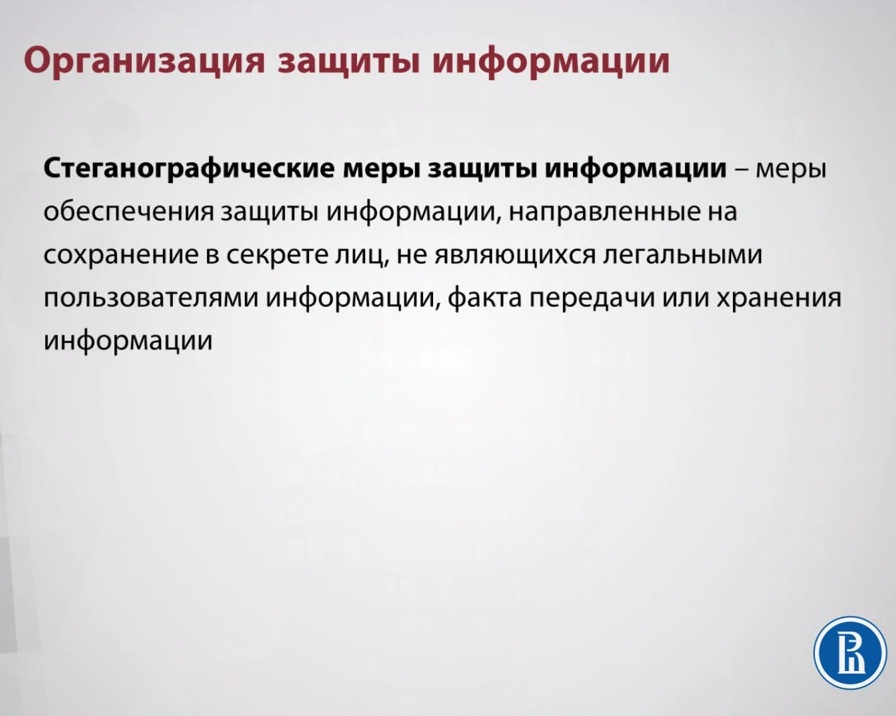 Организация защиты информации
Стеганографические меры защиты информации – меры
обеспечения защиты информации, направленные на
сохранение в секрете лиц, не являющихся легальными
пользователями информации, факта передачи или хранения
информации